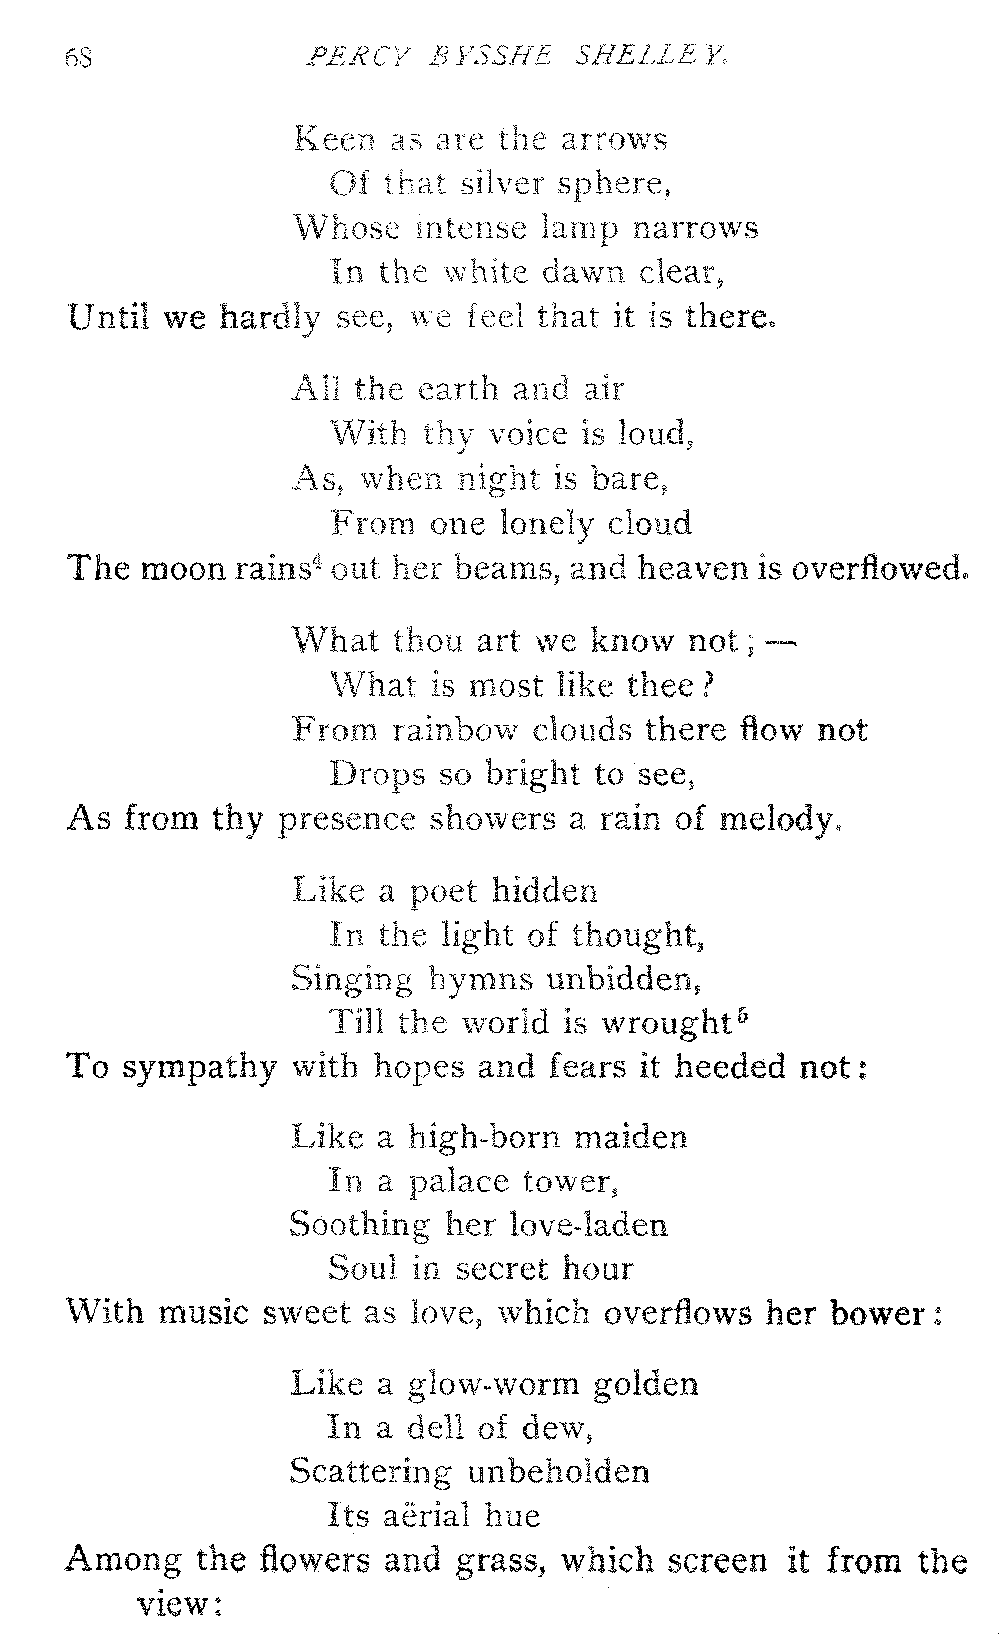 68 PERCY BYSSHE SHELLEY.
Keen as are the arrows
Of that silver sphere,
Whose intense lamp narrows
In the white dawn clear,
Until we hardly see, we feel that it is there.
All the earth and air
With thy voice is loud,
As, when night is bare,
From one lonely cloud
The moon rains⁴ out her beams, and heaven is overflowed.
What thou art we know not; —
What is most like thee?
From rainbow clouds there flow not
Drops so bright to see,
As from thy presence showers a rain of melody.
Like a poet hidden
In the light of thought,
Singing hymns unbidden,
Till the world is wrought⁵
To sympathy with hopes and fears it heeded not:
Like a high-born maiden
In a palace tower,
Soothing her love-laden
Soul in secret hour
With music sweet as love, which overflows her bower:
Like a glow-worm golden
In a dell of dew,
Scattering unbeholden
Its aërial hue
Among the flowers and grass, which screen it from the
view: